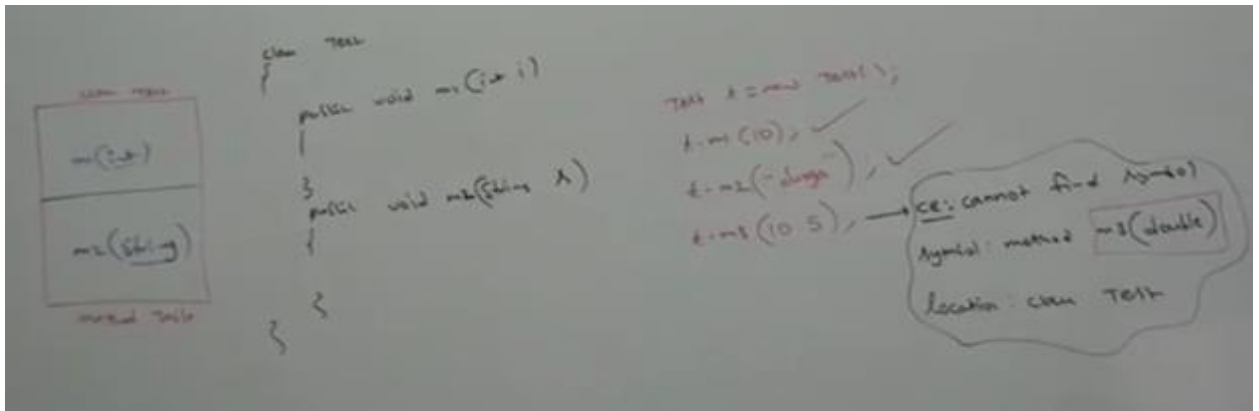 class Test
m1(int)
m2(String)
method table
class Test
{
public void m1(int i)
{
}
public void m2(String s)
{
}
}
Test t = new Test();
t.m1(10);
t.m2("durga");
t.m3(10.5);
CE: cannot find symbol
symbol: method m3(double)
location: class Test